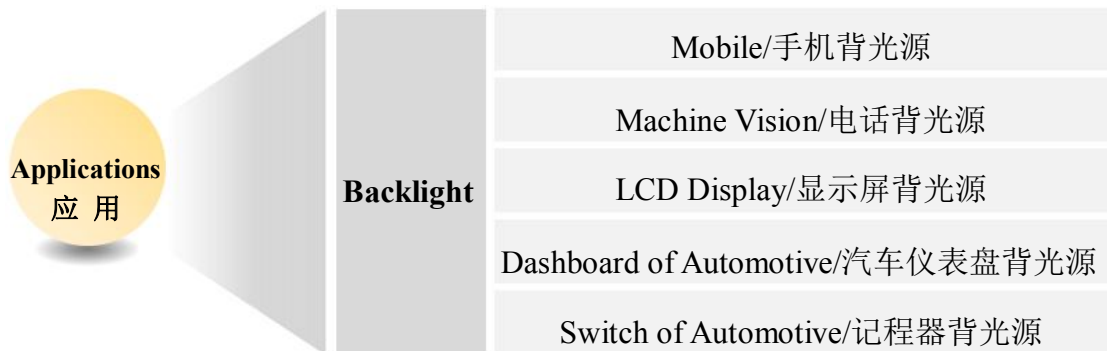 Applications
应 用
Backlight
Mobile/手机背光源
Machine Vision/电话背光源
LCD Display/显示屏背光源
Dashboard of Automotive/汽车仪表盘背光源
Switch of Automotive/记程器背光源